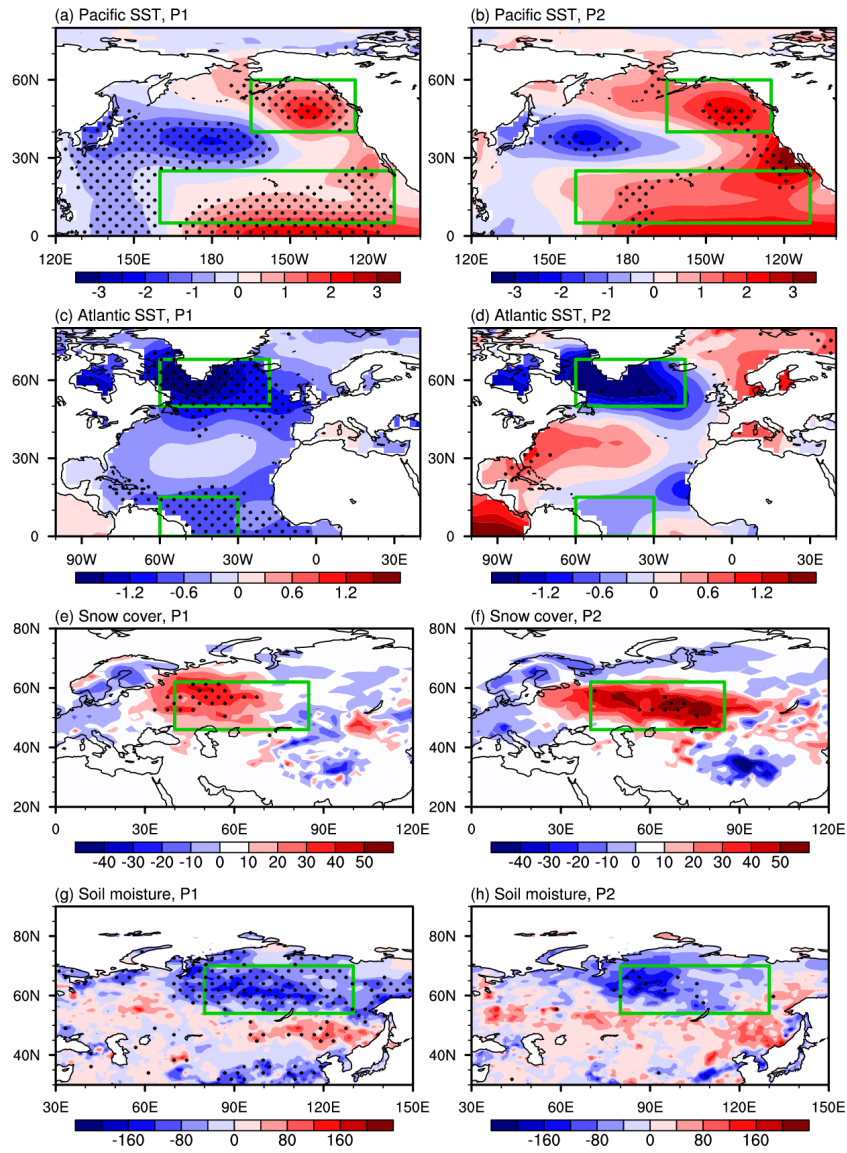 (a) Pacific SST, P1
(b) Pacific SST, P2
60N
60N
30N
30N
0
0
120E 150E 180 150W 120W
120E 150E 180 150W 120W
-3 -2 -1 0 1 2 3
-3 -2 -1 0 1 2 3
(c) Atlantic SST, P1
(d) Atlantic SST, P2
60N
60N
30N
30N
0
0
90W 60W 30W 0 30E
90W 60W 30W 0 30E
-1.2 -0.6 0 0.6 1.2
-1.2 -0.6 0 0.6 1.2
(e) Snow cover, P1
(f) Snow cover, P2
80N
80N
60N
60N
40N
40N
20N
20N
0 30E 60E 90E 120E
0 30E 60E 90E 120E
-40 -30 -20 -10 0 10 20 30 40 50
-40 -30 -20 -10 0 10 20 30 40 50
(g) Soil moisture, P1
(h) Soil moisture, P2
80N
80N
60N
60N
40N
40N
30E 60E 90E 120E 150E
30E 60E 90E 120E 150E
-160 -80 0 80 160
-160 -80 0 80 160